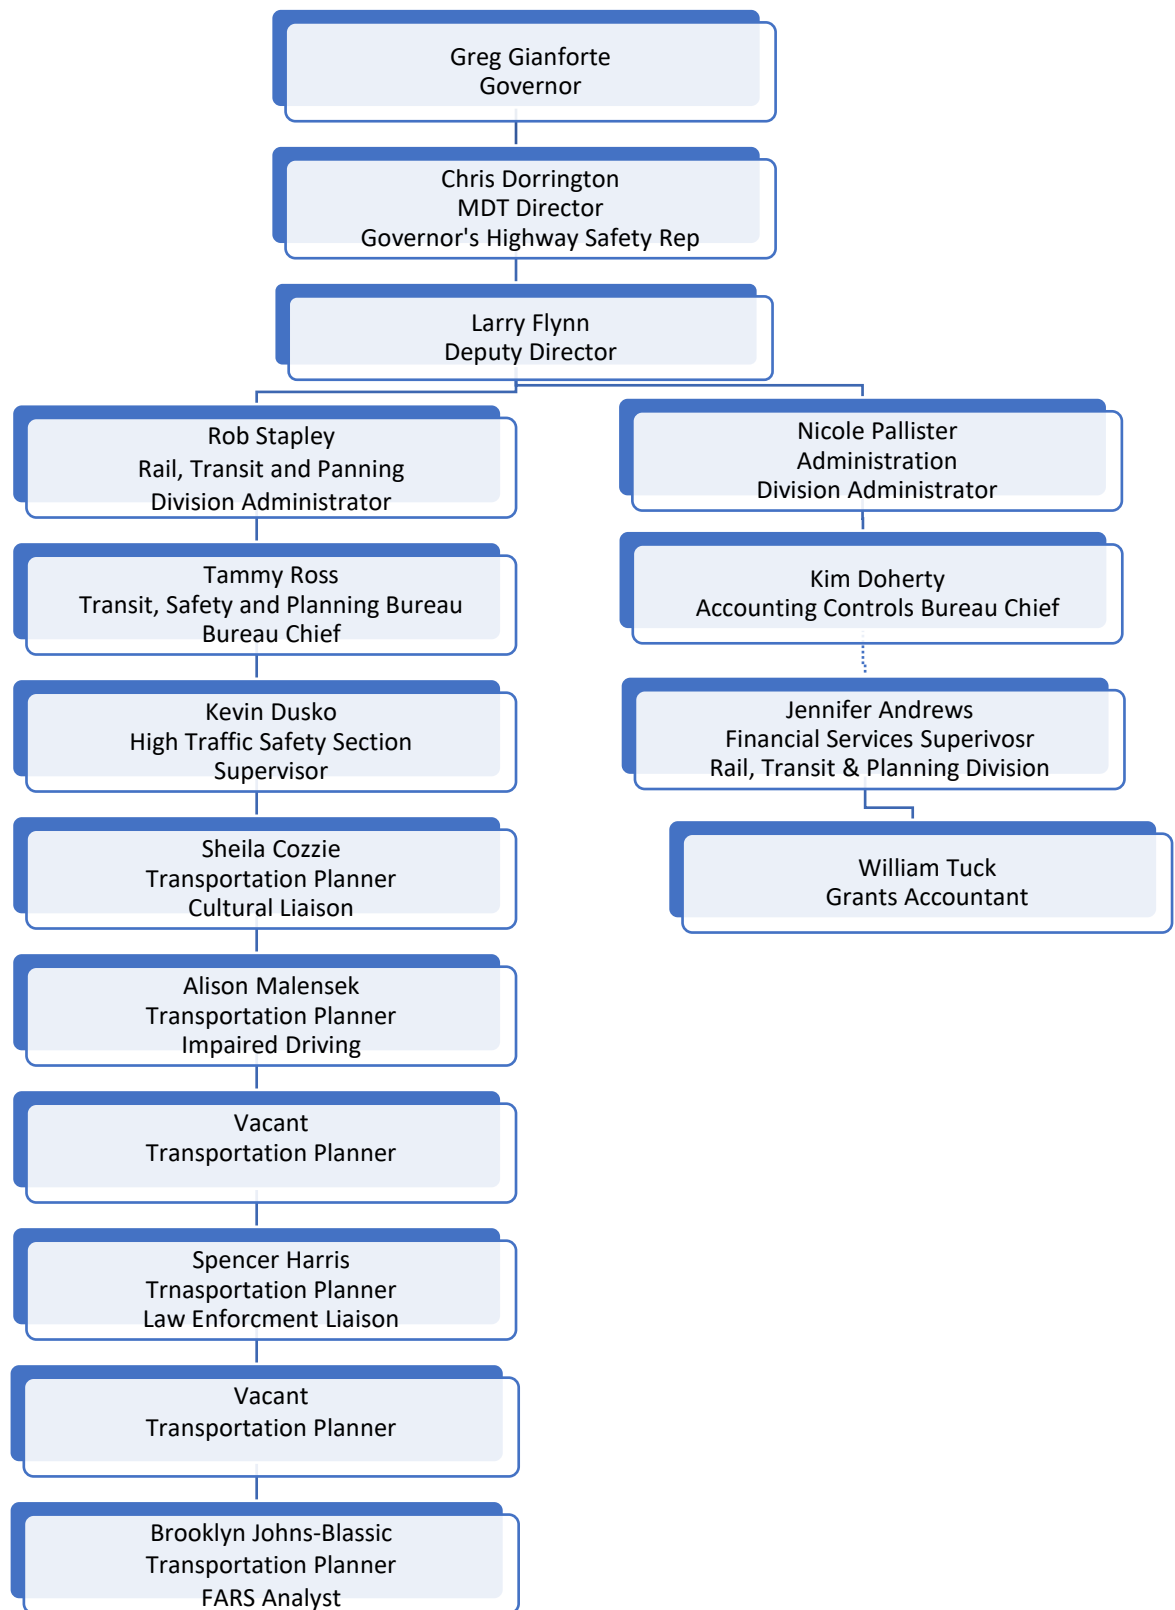 Greg Gianforte
Governor
Chris Dorrington
MDT Director
Governor's Highway Safety Rep
Larry Flynn
Deputy Director
Rob Stapley
Rail, Transit and Panning
Division Administrator
Tammy Ross
Transit, Safety and Planning Bureau
Bureau Chief
Kevin Dusko
High Traffic Safety Section
Supervisor
Sheila Cozzie
Transportation Planner
Cultural Liaison
Alison Malensek
Transportation Planner
Impaired Driving
Vacant
Transportation Planner
Spencer Harris
Trnasportation Planner
Law Enforcment Liaison
Vacant
Transportation Planner
Brooklyn Johns-Blassic
Transportation Planner
FARS Analyst
Nicole Pallister
Administration
Division Administrator
Kim Doherty
Accounting Controls Bureau Chief
Jennifer Andrews
Financial Services Superivosr
Rail, Transit & Planning Division
William Tuck
Grants Accountant